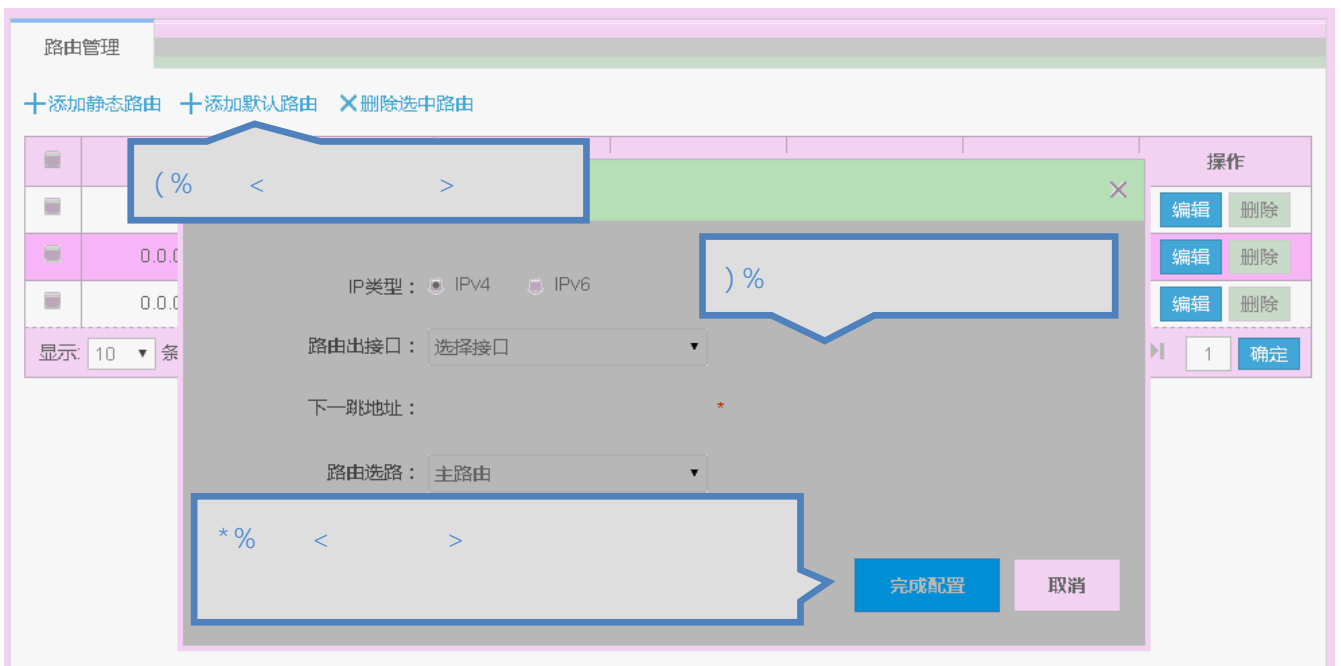 路由管理
添加静态路由 添加默认路由 删除选中路由
操作
(% < >
编辑 删除
0.0.0
编辑 删除
)%
IP类型： IPv4 IPv6
0.0.0
编辑 删除
路由出接口： 选择接口
显示: 10 条
1 确定
下一跳地址： *
路由选路： 主路由
*% < >
完成配置 取消